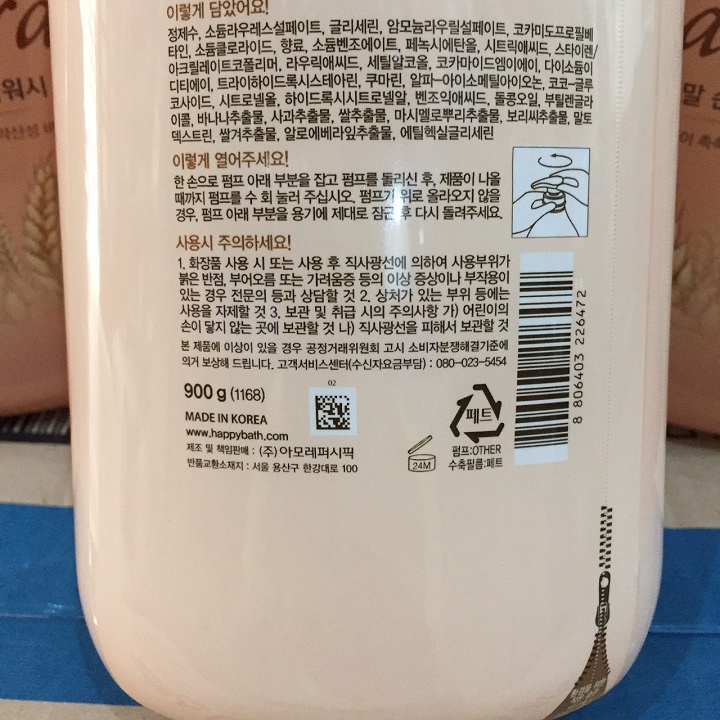 이렇게 담았어요!
정제수, 소듐라우레스설페이트, 글리세린, 암모늄라우릴설페이트, 코카미도프로필베
타인, 소듐클로라이드, 향료, 소듐벤조에이트, 페녹시에탄올, 시트릭애씨드, 스타이렌/
아크릴레이트코폴리머, 라우릭애씨드, 세틸알코올, 코카마이드엠이에이, 다이소듐이
디티에이, 트라이하이드록시스테아린, 쿠마린, 알파-아이소메틸아이오논, 코코-글루
코사이드, 시트로넬올, 하이드록시시트로넬알, 벤조익애씨드, 돌콩오일, 부틸렌글라
이콜, 바나나추출물, 사과추출물, 쌀추출물, 마시멜로뿌리추출물, 보리씨추출물, 말토
덱스트린, 쌀겨추출물, 알로에베라잎추출물, 에틸헥실글리세린
이렇게 열어주세요!
한 손으로 펌프 아래 부분을 잡고 펌프를 돌리신 후, 제품이 나올
때까지 펌프를 수 회 눌러 주십시오. 펌프가 위로 올라오지 않을
경우, 펌프 아래 부분을 용기에 제대로 잠근 후 다시 돌려주세요.
사용시 주의하세요!
1. 화장품 사용 시 또는 사용 후 직사광선에 의하여 사용부위가
붉은 반점, 부어오름 또는 가려움증 등의 이상 증상이나 부작용이
있는 경우 전문의 등과 상담할 것 2. 상처가 있는 부위 등에는
사용을 자제할 것 3. 보관 및 취급 시의 주의사항 가) 어린이의
손이 닿지 않는 곳에 보관할 것 나) 직사광선을 피해서 보관할 것
본 제품에 이상이 있을 경우 공정거래위원회 고시 소비자분쟁해결기준에
의거 보상해 드립니다. 고객서비스센터(수신자요금부담) : 080-023-5454
900 g (1168)
02
MADE IN KOREA
www.happybath.com
제조 및 책임판매 : (주)아모레퍼시픽
반품교환소재지 : 서울 용산구 한강대로 100
24M
페트
펌프:OTHER
수축필름:페트
8 806403 226472
워시
말